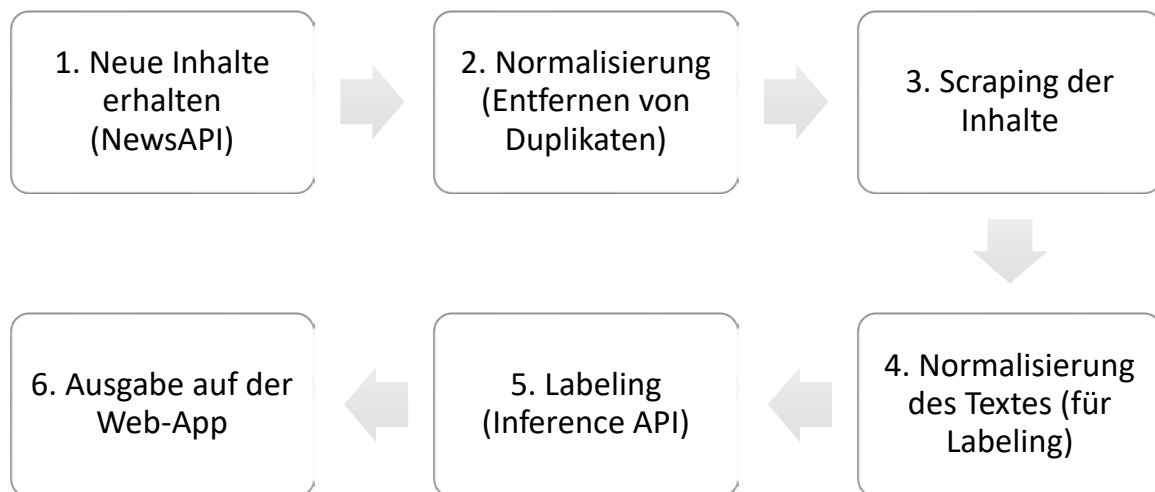 1. Neue Inhalte
erhalten
(NewsAPI)
2. Normalisierung
(Entfernen von
Duplikaten)
3. Scraping der
Inhalte
4. Normalisierung
des Textes (für
Labeling)
5. Labeling
(Inference API)
6. Ausgabe auf der
Web-App